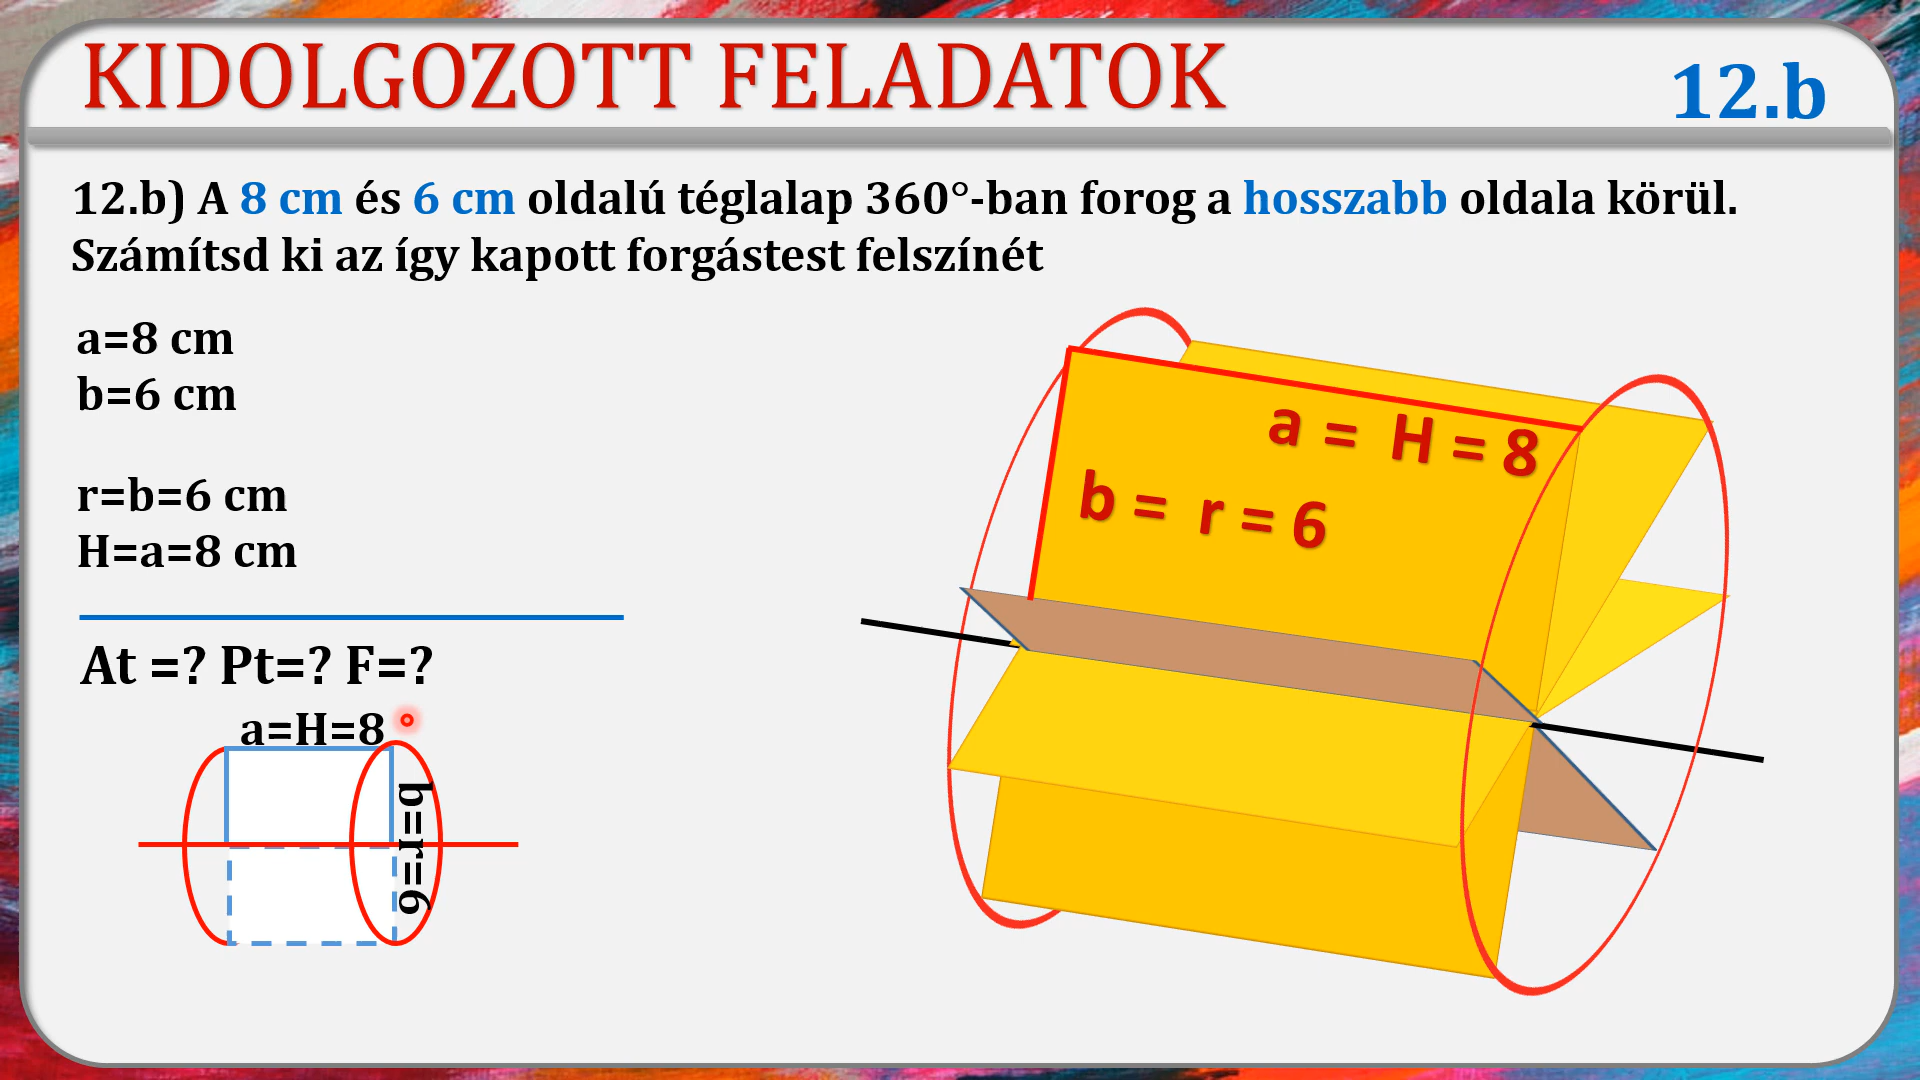 KIDOLGOZOTT FELADATOK
12.b
12.b) A 8 cm és 6 cm oldalú téglalap 360°-ban forog a hosszabb oldala körül.
Számítsd ki az így kapott forgástest felszínét
a=8 cm
b=6 cm
r=b=6 cm
H=a=8 cm
At =? Pt=? F=?
a=H=8
b=r=6
a = H = 8
b = r = 6